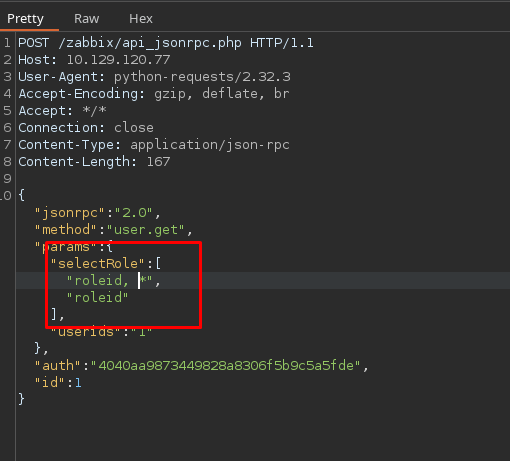 Pretty Raw Hex
1 POST /zabbix/api_jsonrpc.php HTTP/1.1
2 Host: 10.129.120.77
3 User-Agent: python-requests/2.32.3
4 Accept-Encoding: gzip, deflate, br
5 Accept: */*
6 Connection: close
7 Content-Type: application/json-rpc
8 Content-Length: 167
9
10 {
"jsonrpc":"2.0",
"method":"user.get",
"params":{
"selectRole":[
"roleid, *",
"roleid"
],
"userids":"1"
},
"auth":"4040aa9873449828a8306f5b9c5a5fde",
"id":1
}